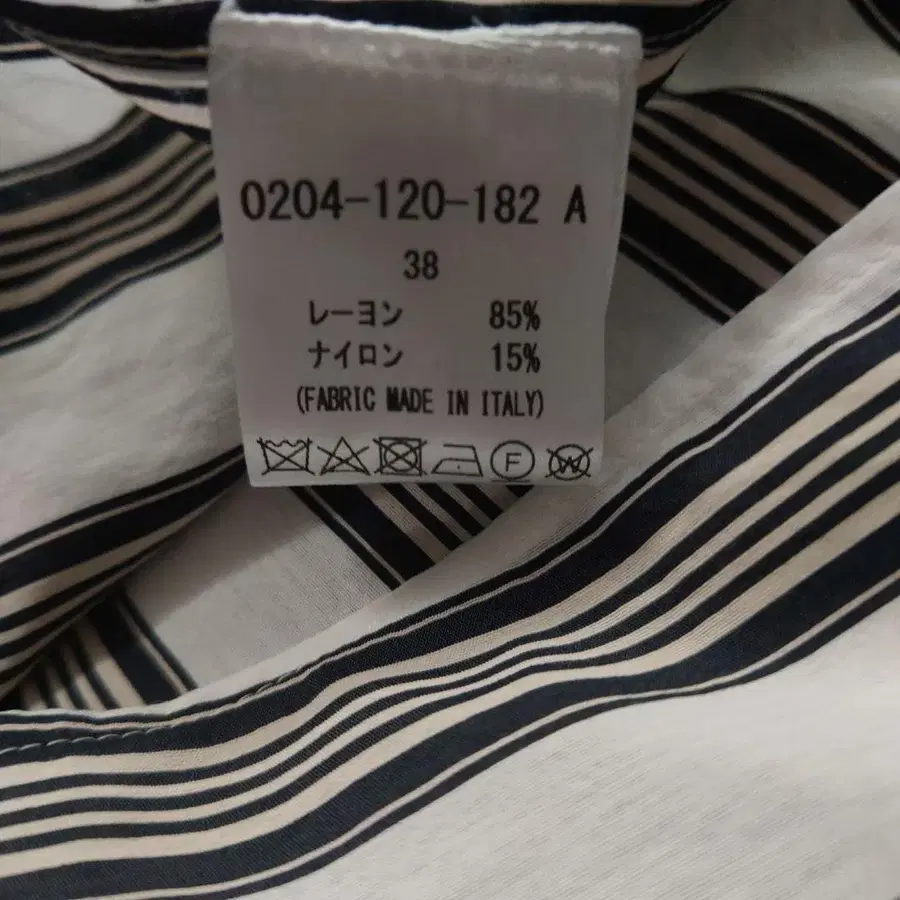 0204-120-182 A
38
レーヨン 85%
ナイロン 15%
(FABRIC MADE IN ITALY)
F W